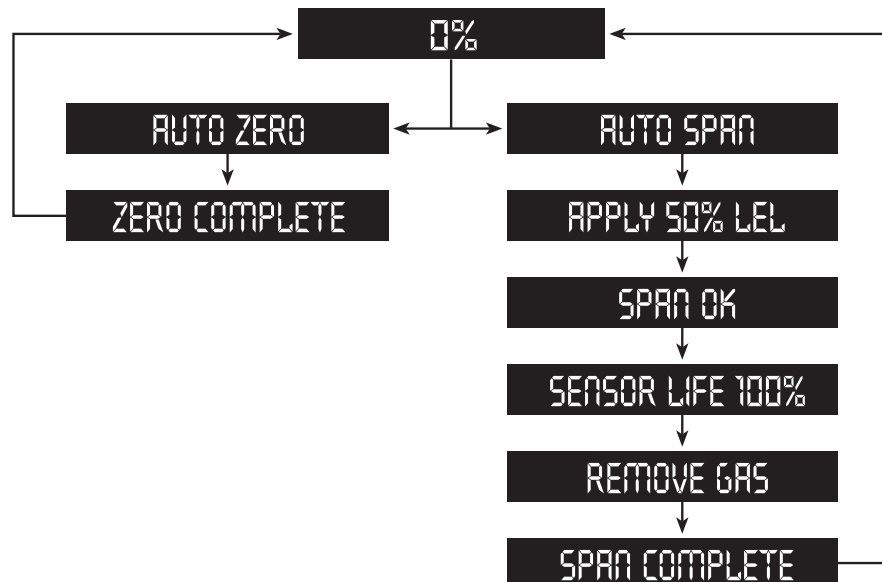 0%
AUTO ZERO
ZERO COMPLETE
AUTO SPAN
APPLY 50% LEL
SPAN OK
SENSOR LIFE 100%
REMOVE GAS
SPAN COMPLETE